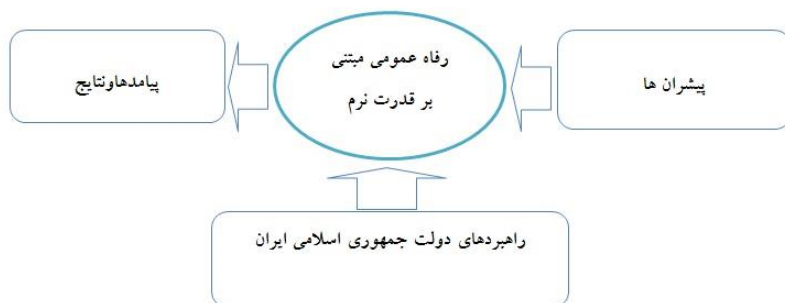 پیشران ها
رفاه عمومی مبتنی
بر قدرت نرم
پیامدهاونتایج
راهبردهای دولت جمهوری اسلامی ایران